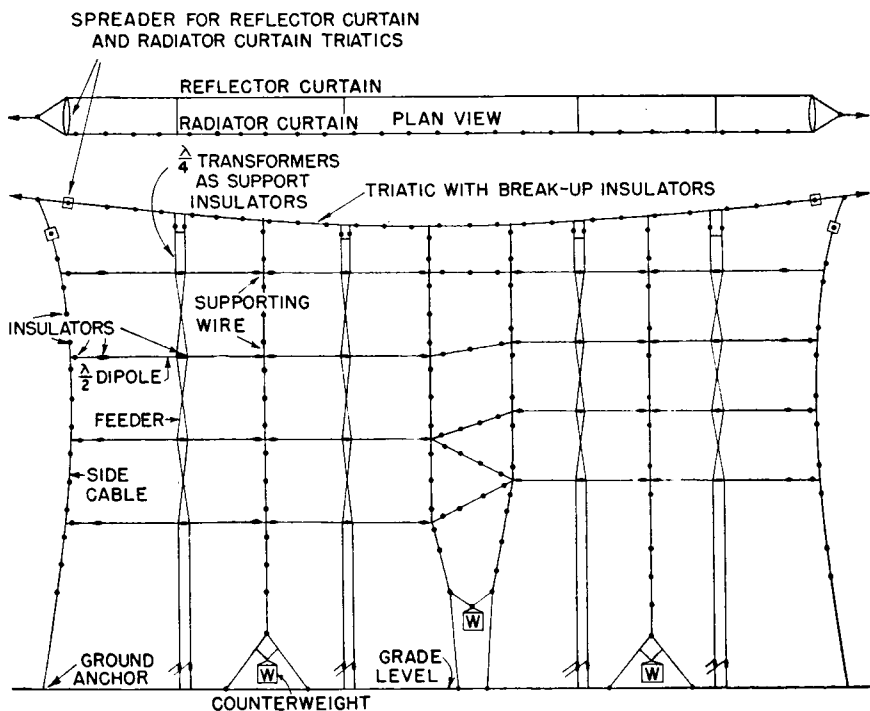 SPREADER FOR REFLECTOR CURTAIN
AND RADIATOR CURTAIN TRIATICS
REFLECTOR CURTAIN
RADIATOR CURTAIN
PLAN VIEW
λ/4 TRANSFORMERS
AS SUPPORT
INSULATORS
TRIATIC WITH BREAK-UP INSULATORS
SUPPORTING
WIRE
INSULATORS
λ/2 DIPOLE
FEEDER
SIDE
CABLE
W
GROUND
ANCHOR
W
GRADE
LEVEL
W
COUNTERWEIGHT